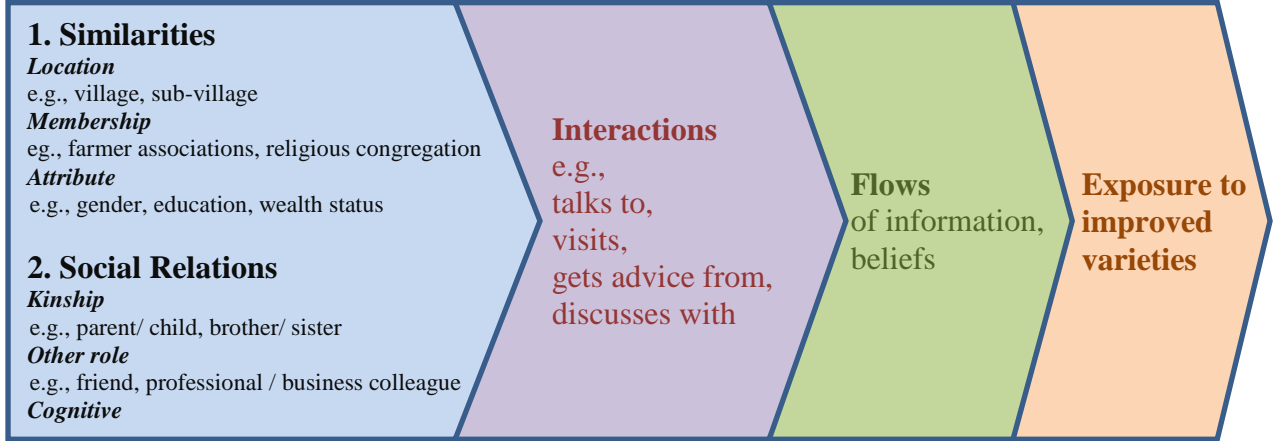 1. Similarities
Location
e.g., village, sub-village
Membership
eg., farmer associations, religious congregation
Attribute
e.g., gender, education, wealth status
2. Social Relations
Kinship
e.g., parent/ child, brother/ sister
Other role
e.g., friend, professional / business colleague
Cognitive
Interactions
e.g.,
talks to,
visits,
gets advice from,
discusses with
Flows
of information,
beliefs
Exposure to
improved
varieties